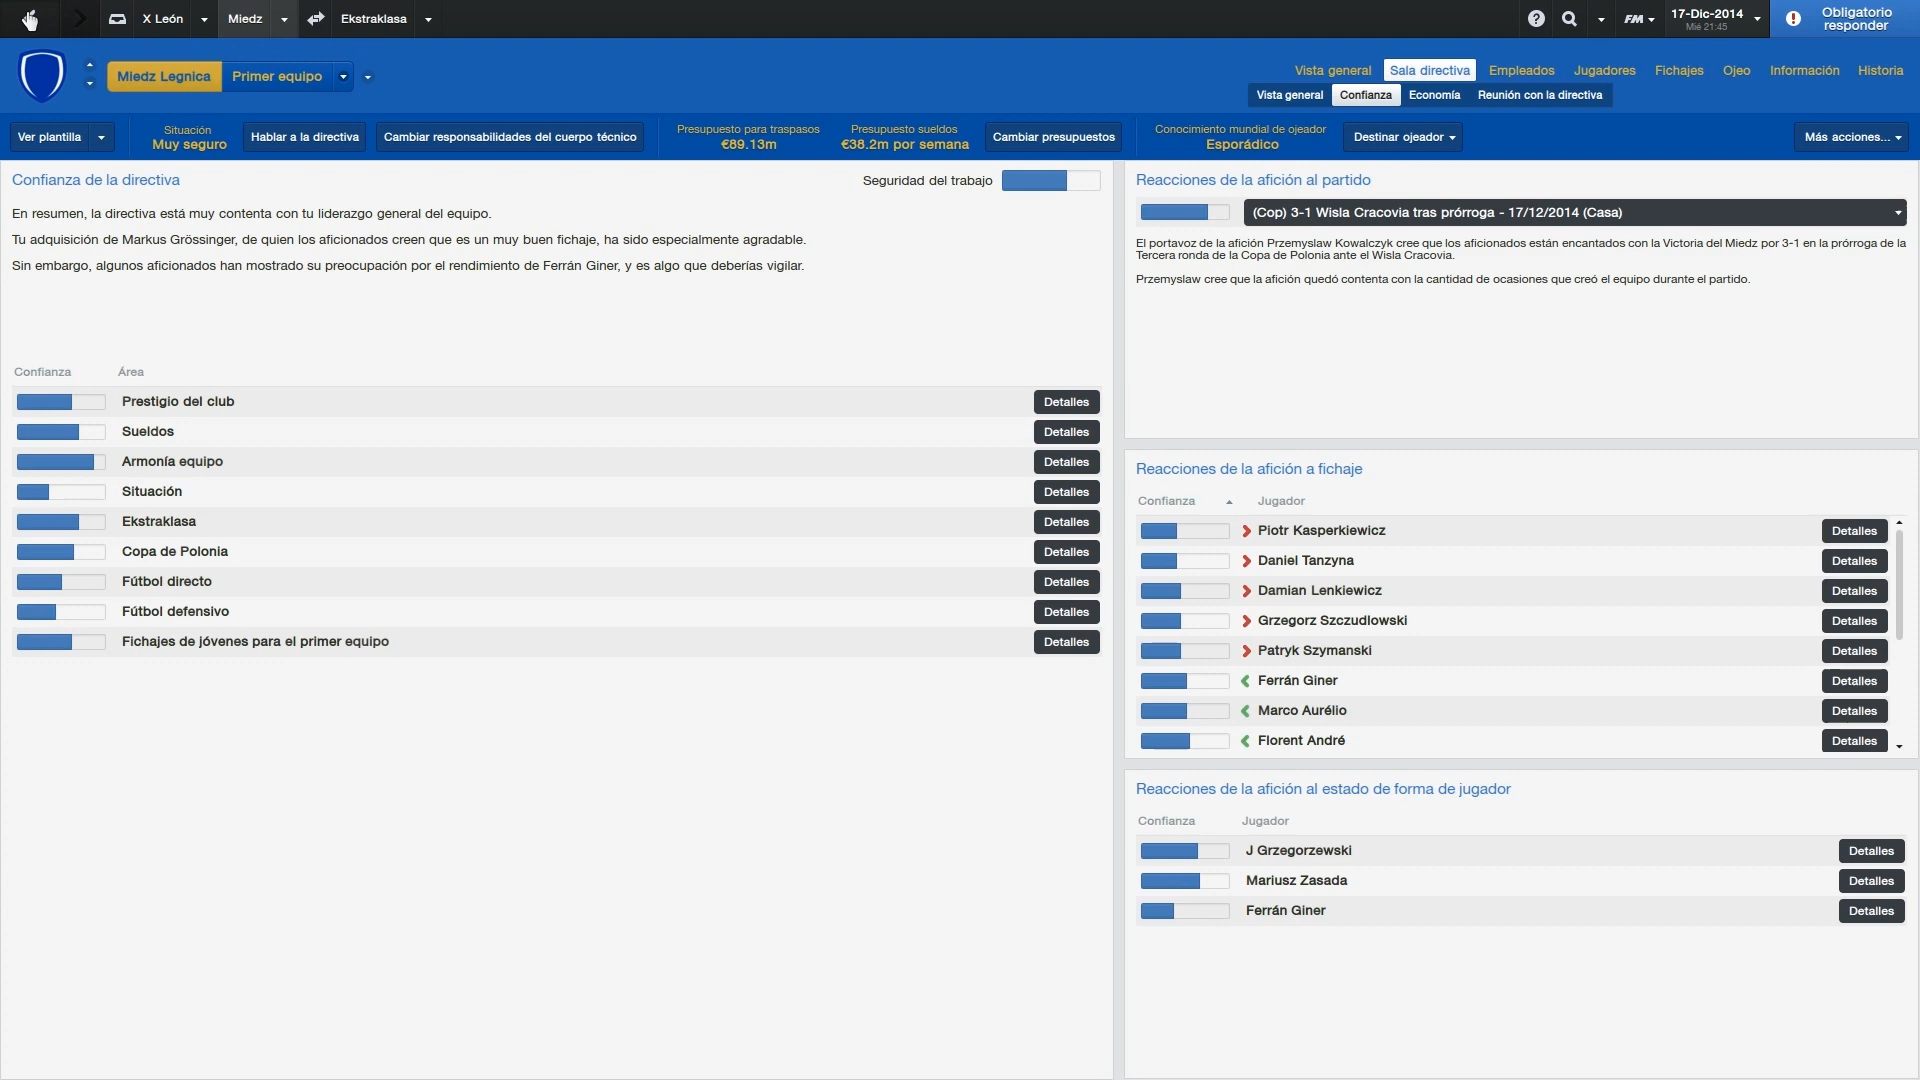 X León
Miedz
Ekstraklasa
FM
17-Dic-2014
Mié 21:45
Obligatorio responder
Miedz Legnica
Primer equipo
Vista general
Sala directiva
Empleados
Jugadores
Fichajes
Ojeo
Información
Historia
Vista general
Confianza
Economía
Reunión con la directiva
Ver plantilla
Situación
Muy seguro
Hablar a la directiva
Cambiar responsabilidades del cuerpo técnico
Presupuesto para traspasos
€89.13m
Presupuesto sueldos
€38.2m por semana
Cambiar presupuestos
Conocimiento mundial de ojeador
Esporádico
Destinar ojeador
Más acciones...
Confianza de la directiva
Seguridad del trabajo
En resumen, la directiva está muy contenta con tu liderazgo general del equipo.
Tu adquisición de Markus Grössinger, de quien los aficionados creen que es un muy buen fichaje, ha sido especialmente agradable.
Sin embargo, algunos aficionados han mostrado su preocupación por el rendimiento de Ferrán Giner, y es algo que deberías vigilar.
Confianza Área
Prestigio del club Detalles
Sueldos Detalles
Armonía equipo Detalles
Situación Detalles
Ekstraklasa Detalles
Copa de Polonia Detalles
Fútbol directo Detalles
Fútbol defensivo Detalles
Fichajes de jóvenes para el primer equipo Detalles
Reacciones de la afición al partido
(Cop) 3-1 Wisla Cracovia tras prórroga - 17/12/2014 (Casa)
El portavoz de la afición Przemyslaw Kowalczyk cree que los aficionados están encantados con la Victoria del Miedz por 3-1 en la prórroga de la
Tercera ronda de la Copa de Polonia ante el Wisla Cracovia.
Przemyslaw cree que la afición quedó contenta con la cantidad de ocasiones que creó el equipo durante el partido.
Reacciones de la afición a fichaje
Confianza Jugador
Piotr Kasperkiewicz Detalles
Daniel Tanzyna Detalles
Damian Lenkiewicz Detalles
Grzegorz Szczudlowski Detalles
Patryk Szymanski Detalles
Ferrán Giner Detalles
Marco Aurélio Detalles
Florent André Detalles
Reacciones de la afición al estado de forma de jugador
Confianza Jugador
J Grzegorzewski Detalles
Mariusz Zasada Detalles
Ferrán Giner Detalles